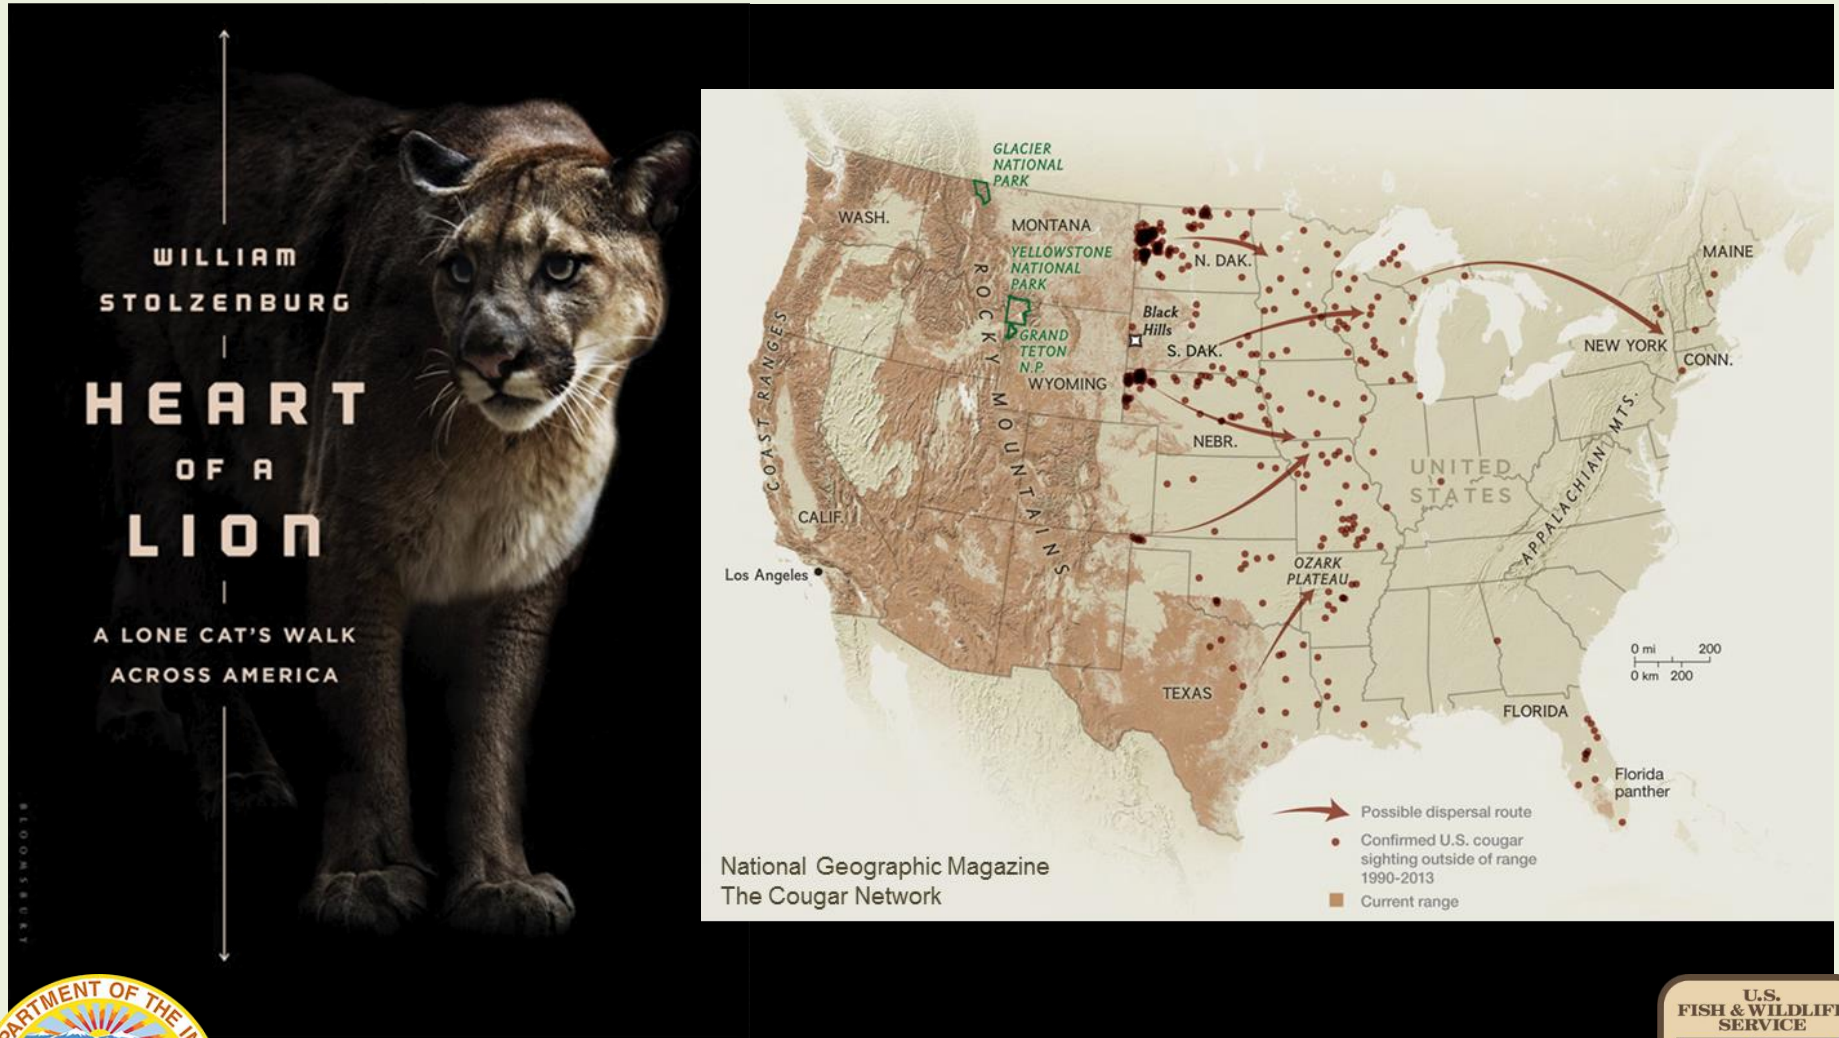 WILLIAM
STOLZENBURG
HEART
OF A
LION
A LONE CAT'S WALK
ACROSS AMERICA
BLOOMSBURY
GLACIER
NATIONAL
PARK
WASH.
MONTANA
YELLOWSTONE
NATIONAL
PARK
N. DAK.
MAINE
ROCKY MOUNTAINS
Black
Hills
GRAND
TETON
N.P.
S. DAK.
WYOMING
NEW YORK
CONN.
COAST RANGES
NEBR.
UNITED
STATES
APPALACHIAN MTS.
CALIF.
Los Angeles
OZARK
PLATEAU
0 mi 200
0 km 200
TEXAS
FLORIDA
Florida
panther
Possible dispersal route
Confirmed U.S. cougar
sighting outside of range
1990-2013
Current range
National Geographic Magazine
The Cougar Network
PARTMENT OF THE IN
U.S.
FISH & WILDLIFE
SERVICE